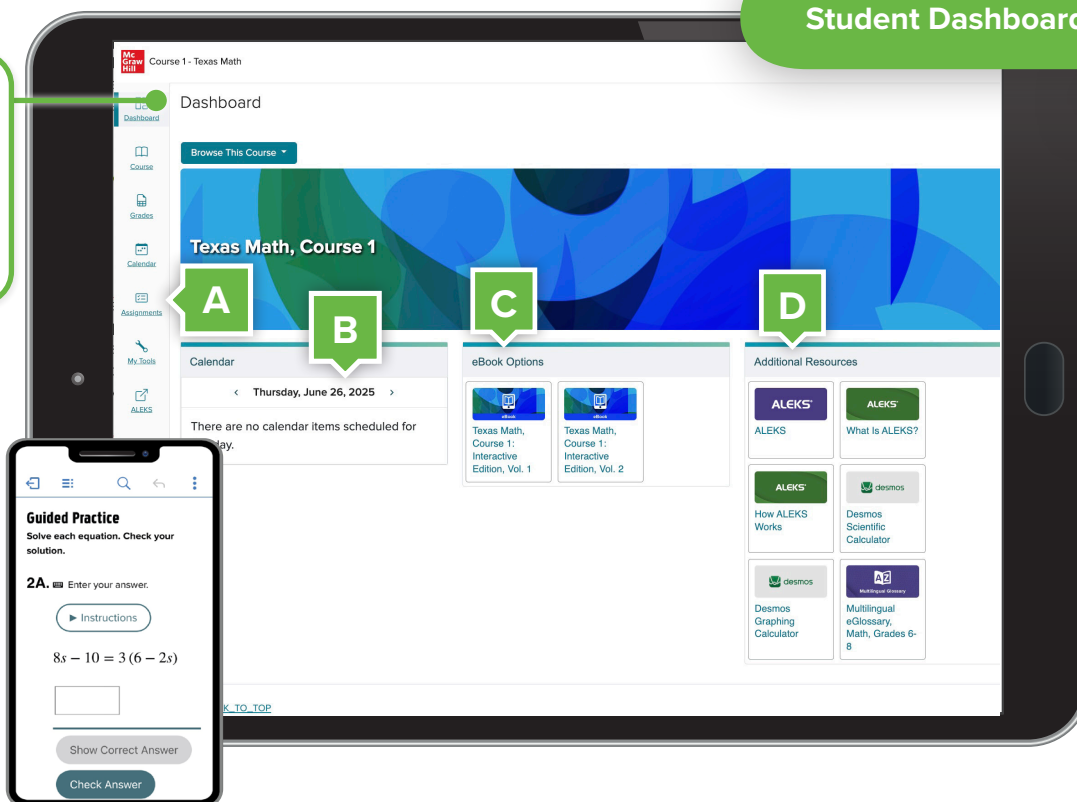 Student Dashboard
Mc
Graw
Hill
Course 1 - Texas Math
Dashboard
Dashboard
Browse This Course
Course
Grades
Texas Math, Course 1
Calendar
A
B
C
D
Assignments
My Tools
ALEKS
Calendar
Thursday, June 26, 2025
There are no calendar items scheduled for
eBook Options
eBook
Texas Math,
Course 1:
Interactive
Edition, Vol. 1
eBook
Texas Math,
Course 1:
Interactive
Edition, Vol. 2
Additional Resources
ALEKS
ALEKS
ALEKS
What Is ALEKS?
ALEKS
How ALEKS
Works
desmos
Desmos
Scientific
Calculator
desmos
Desmos
Graphing
Calculator
AZ
Multilingual Glossary
Multilingual
eGlossary,
Math, Grades 6-
8
K_TO_TOP
Guided Practice
Solve each equation. Check your
solution.
2A. Enter your answer.
Instructions
8s − 10 = 3 (6 − 2s)
Show Correct Answer
Check Answer